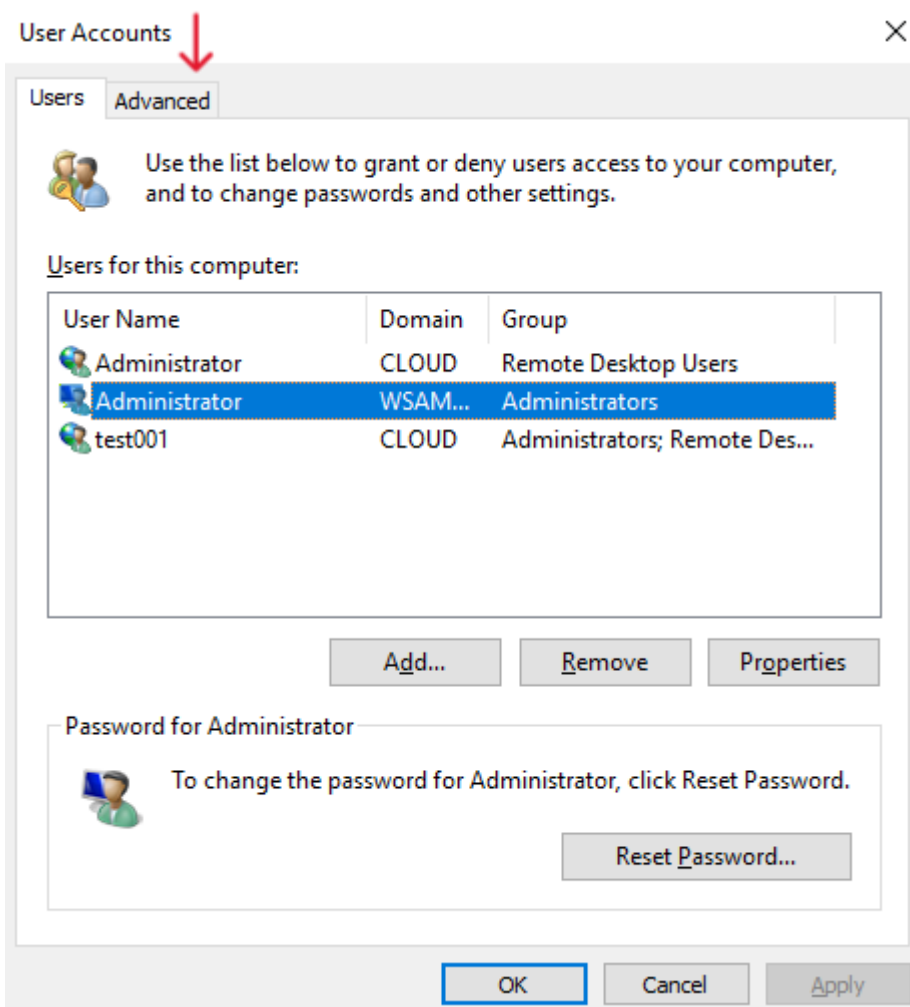 User Accounts
Users
Advanced
Use the list below to grant or deny users access to your computer,
and to change passwords and other settings.
Users for this computer:
User Name Domain Group
Administrator CLOUD Remote Desktop Users
Administrator WSAM... Administrators
test001 CLOUD Administrators; Remote Des...
Add... Remove Properties
Password for Administrator
To change the password for Administrator, click Reset Password.
Reset Password...
OK Cancel Apply